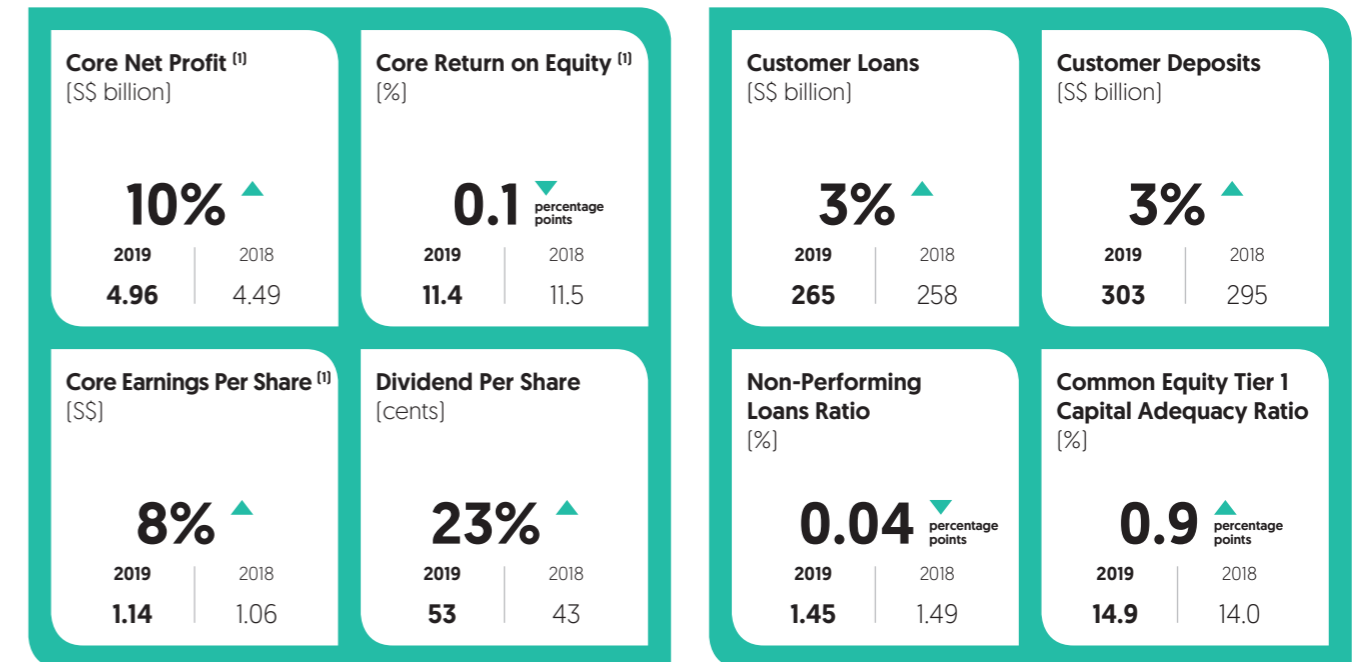 Core Net Profit (1)
(S$ billion)
10%
2019 2018
4.96 4.49
Core Return on Equity (1)
(%)
0.1 percentage
points
2019 2018
11.4 11.5
Core Earnings Per Share (1)
(S$)
8%
2019 2018
1.14 1.06
Dividend Per Share
(cents)
23%
2019 2018
53 43
Customer Loans
(S$ billion)
3%
2019 2018
265 258
Customer Deposits
(S$ billion)
3%
2019 2018
303 295
Non-Performing
Loans Ratio
(%)
0.04 percentage
points
2019 2018
1.45 1.49
Common Equity Tier 1
Capital Adequacy Ratio
(%)
0.9 percentage
points
2019 2018
14.9 14.0